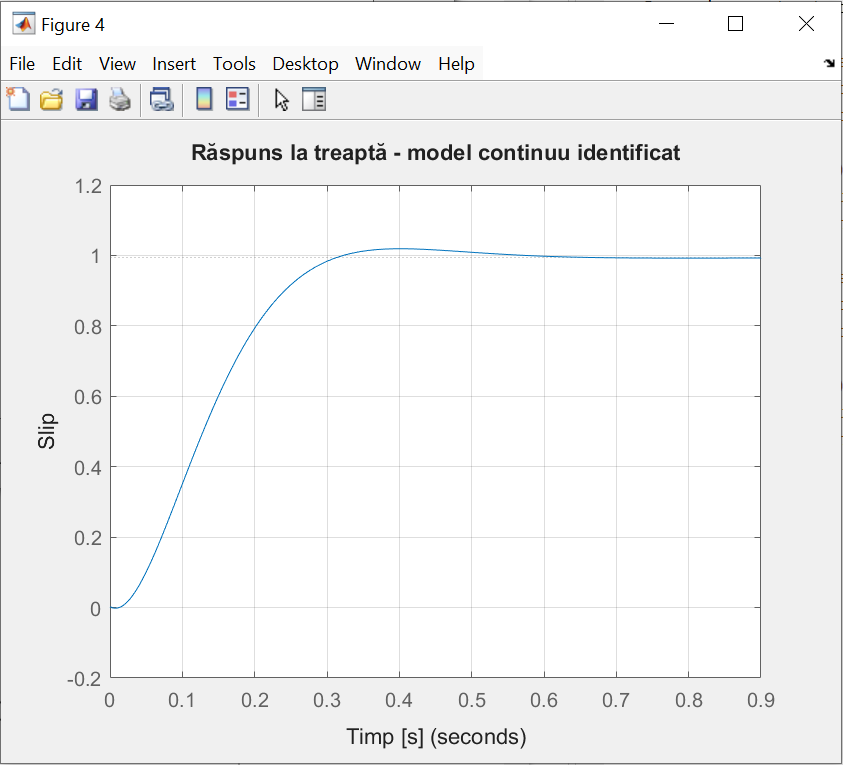 Figure 4
File Edit View Insert Tools Desktop Window Help
Răspuns la treaptă - model continuu identificat
1.2
1
0.8
0.6
0.4
0.2
0
-0.2
Slip
0 0.1 0.2 0.3 0.4 0.5 0.6 0.7 0.8 0.9
Timp [s] (seconds)